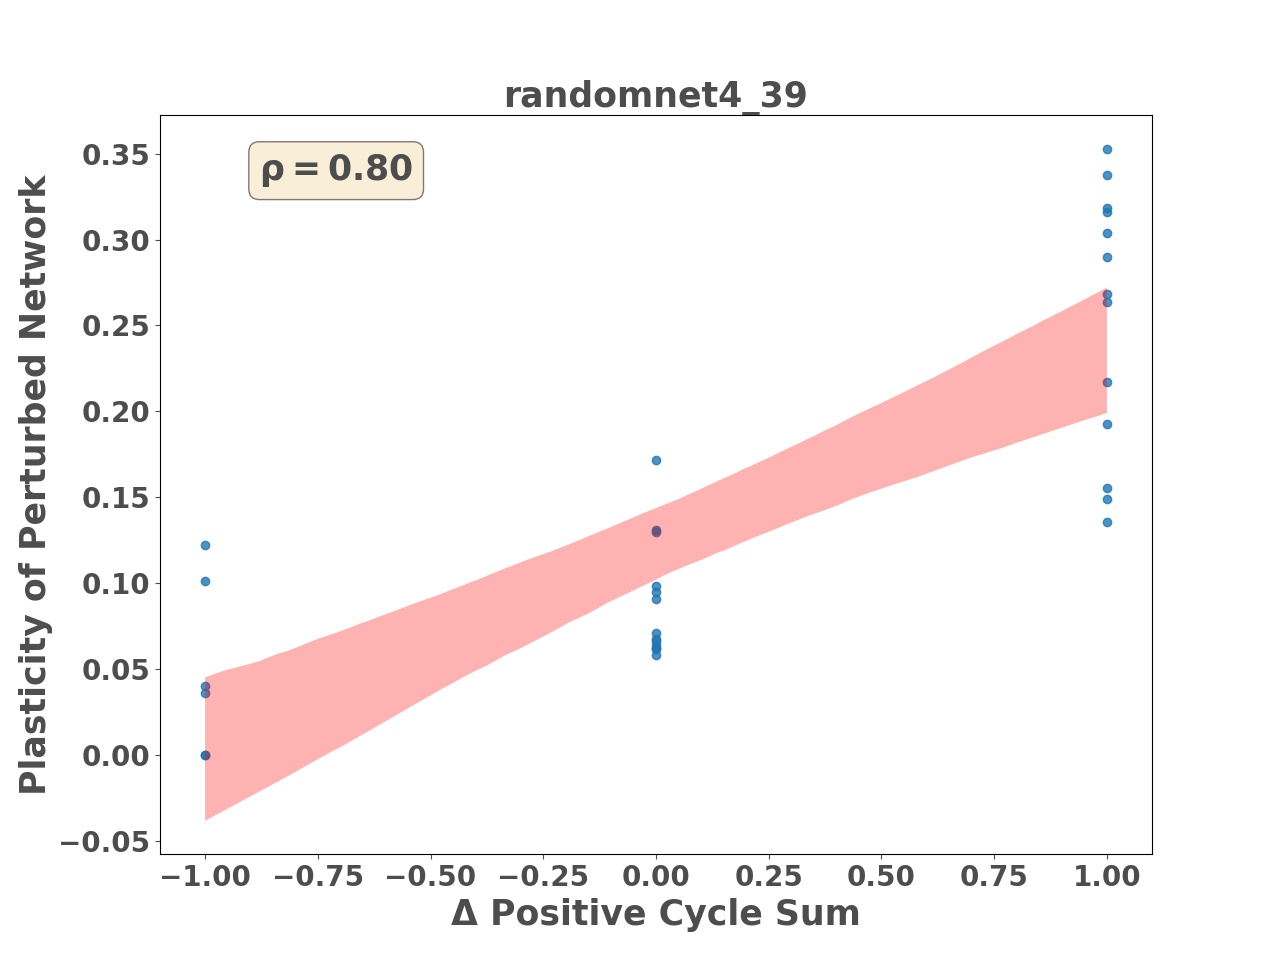 randomnet4_39
ρ = 0.80
Plasticity of Perturbed Network
0.35
0.30
0.25
0.20
0.15
0.10
0.05
0.00
−0.05
−1.00 −0.75 −0.50 −0.25 0.00 0.25 0.50 0.75 1.00
Δ Positive Cycle Sum